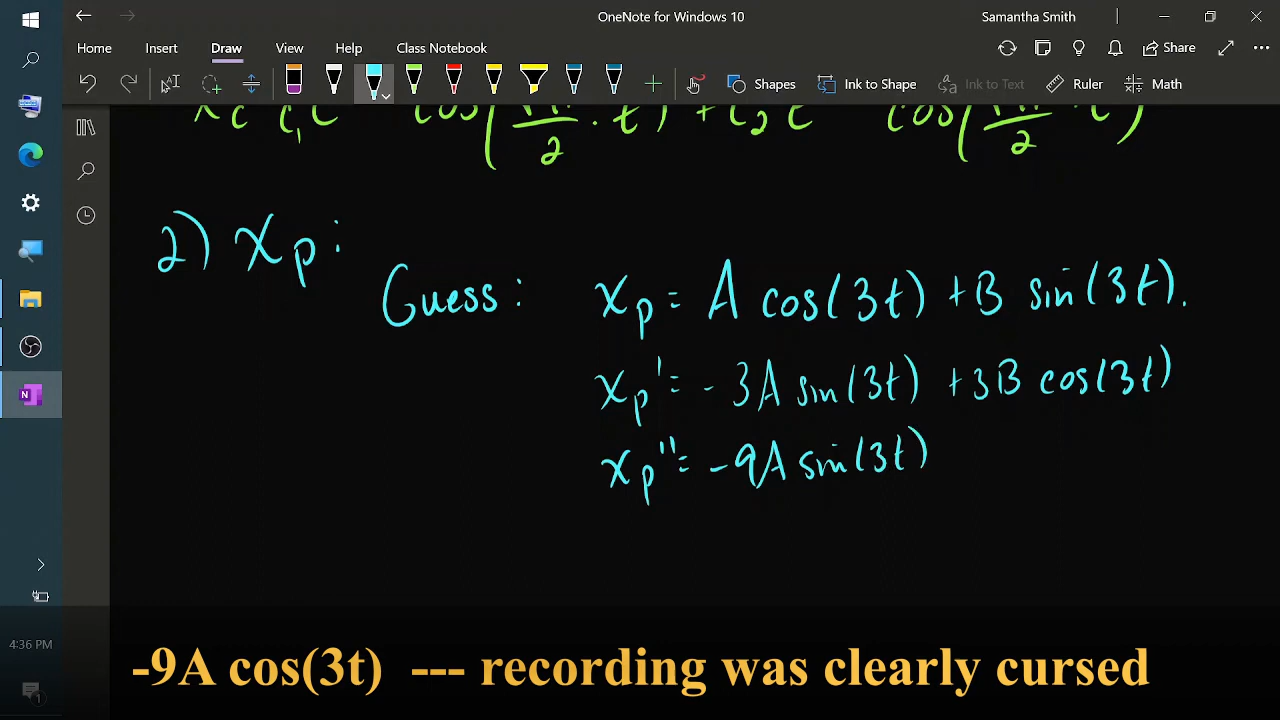 OneNote for Windows 10
Samantha Smith
Home Insert Draw View Help Class Notebook Share
Shapes Ink to Shape Ink to Text Ruler Math
2) xp:
Guess: xp = A cos(3t) + B sin(3t).
xp' = -3A sin(3t) + 3B cos(3t)
xp'' = -9A sin(3t)
4:36 PM
-9A cos(3t) --- recording was clearly cursed